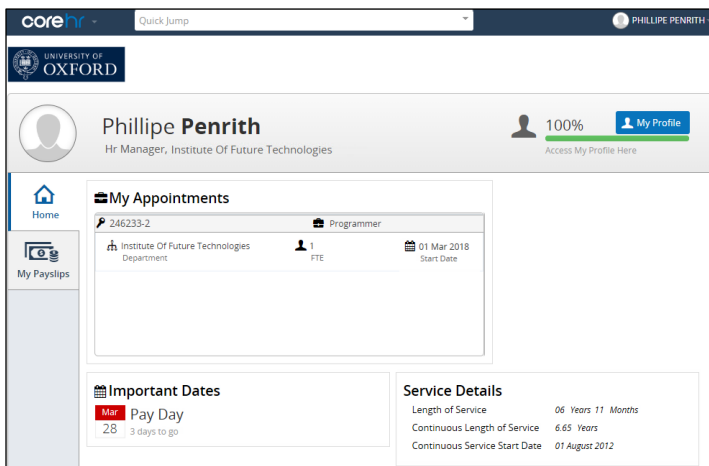 corehr
Quick Jump
PHILLIPE PENRITH
UNIVERSITY OF
OXFORD
Phillipe Penrith
Hr Manager, Institute Of Future Technologies
100%
My Profile
Access My Profile Here
Home
My Payslips
My Appointments
246233-2 Programmer
Institute Of Future Technologies 1 01 Mar 2018
Department FTE Start Date
Important Dates
Mar
28
Pay Day
3 days to go
Service Details
Length of Service 06 Years 11 Months
Continuous Length of Service 6.65 Years
Continuous Service Start Date 01 August 2012